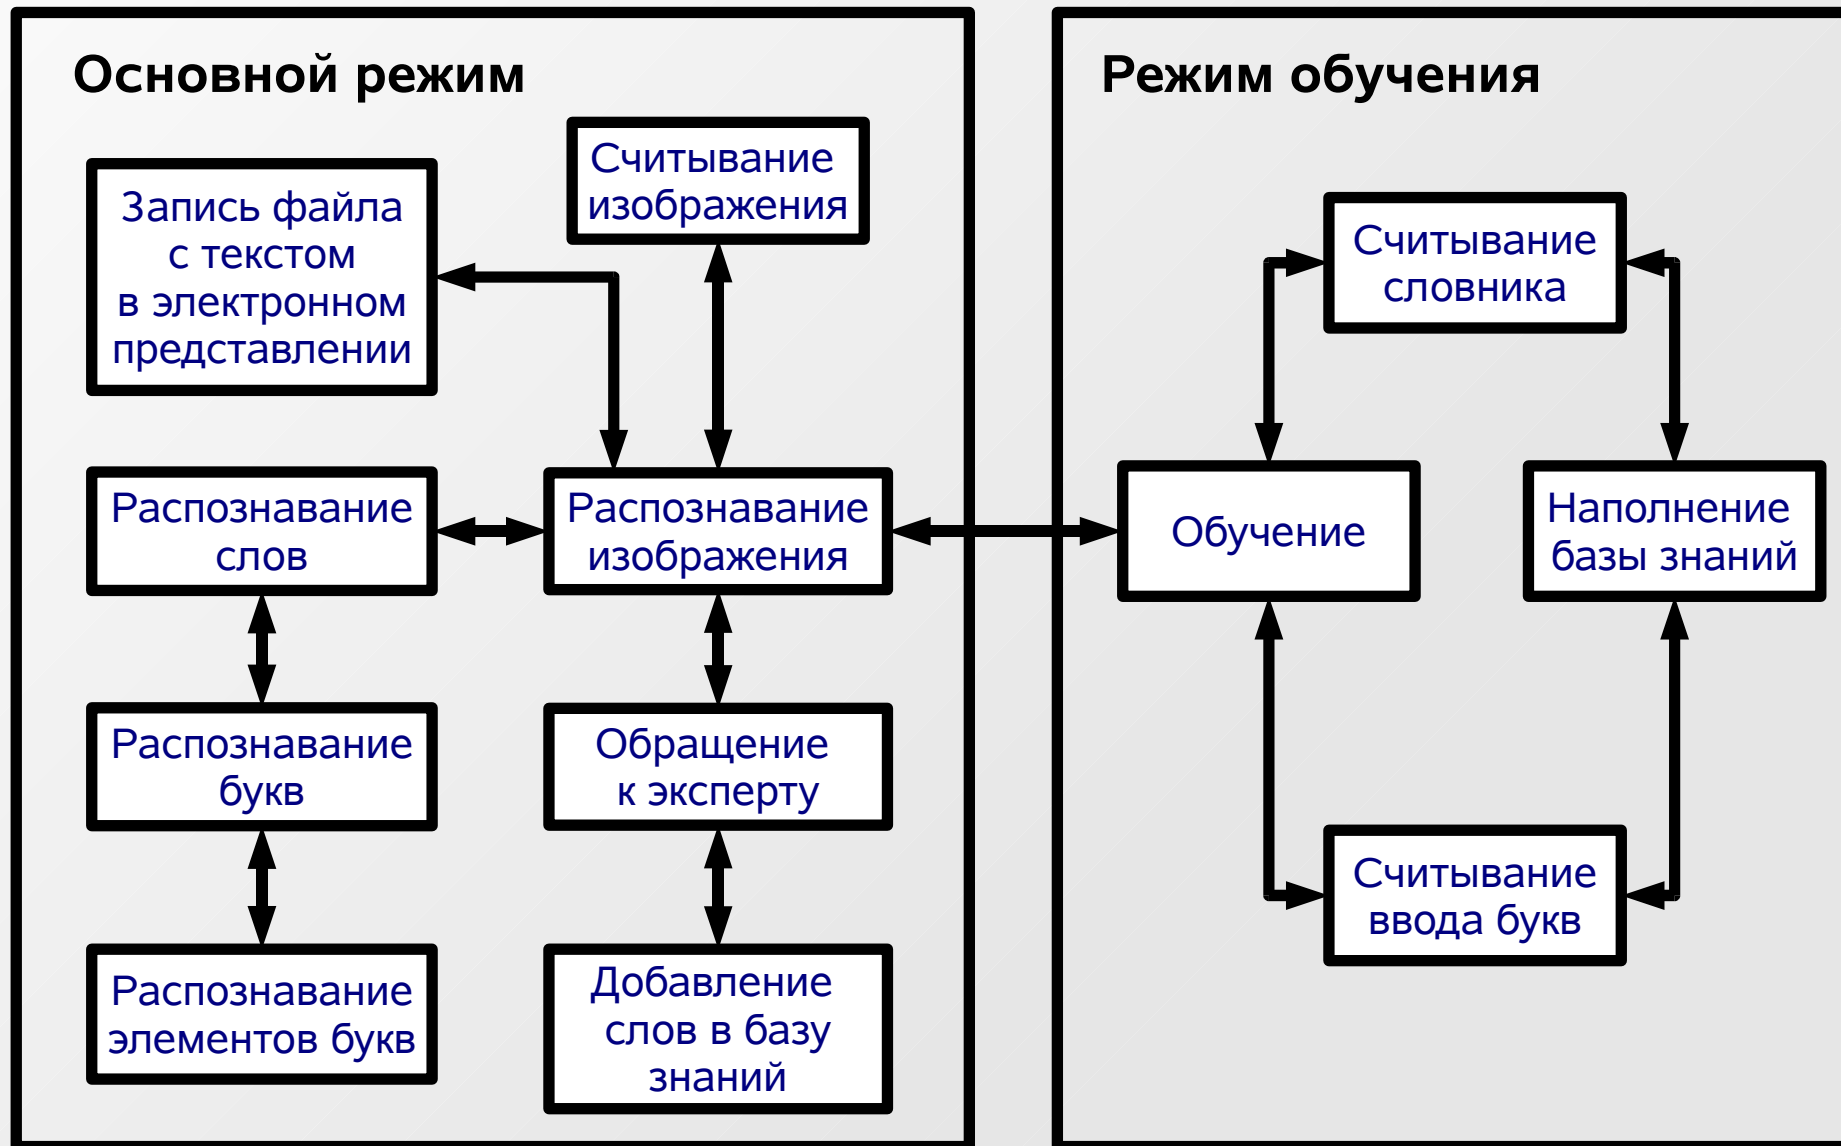 Основной режим
Считывание
изображения
Запись файла
с текстом
в электронном
представлении
Распознавание
слов
Распознавание
изображения
Распознавание
букв
Обращение
к эксперту
Распознавание
элементов букв
Добавление
слов в базу
знаний
Режим обучения
Считывание
словника
Обучение
Наполнение
базы знаний
Считывание
ввода букв